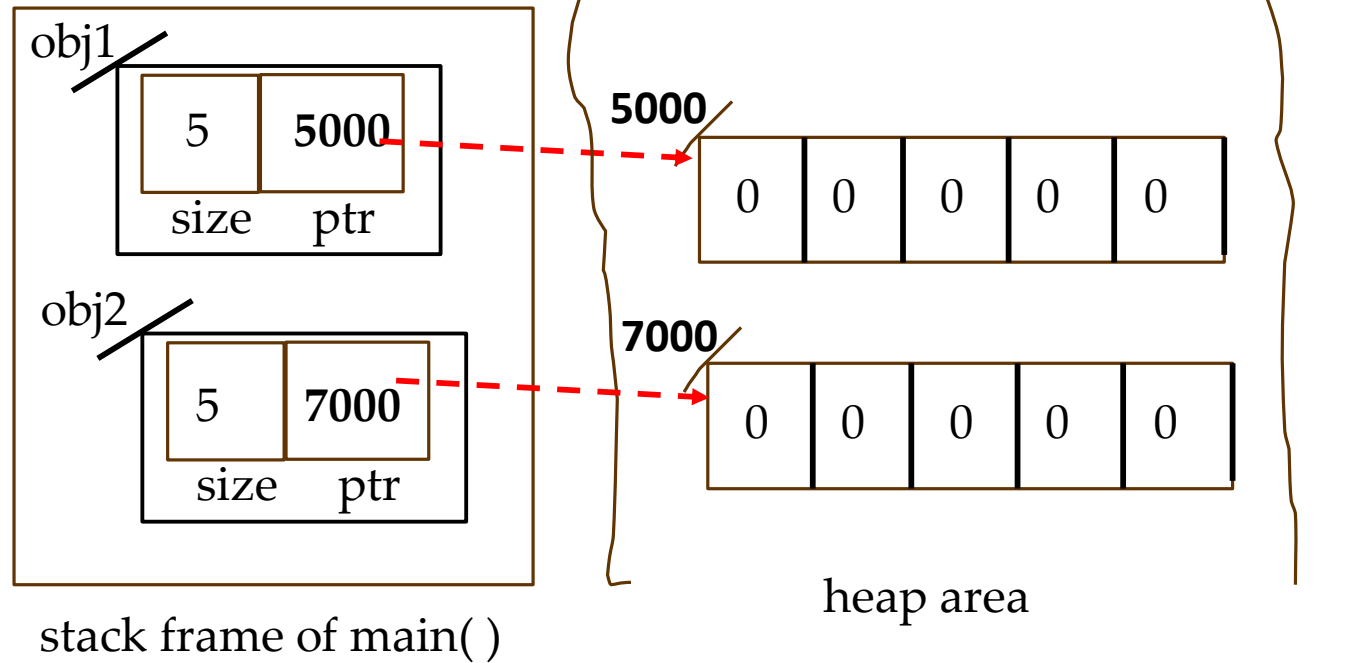 obj1
5 5000
size ptr
5000
0 0 0 0 0
obj2
5 7000
size ptr
7000
0 0 0 0 0
stack frame of main( )
heap area